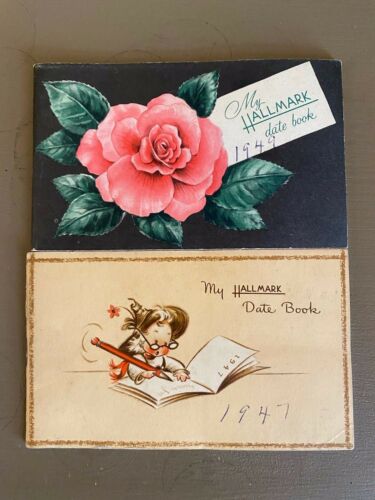 My
HALLMARK
date book
1949
My HALLMARK
Date Book
1947
1947